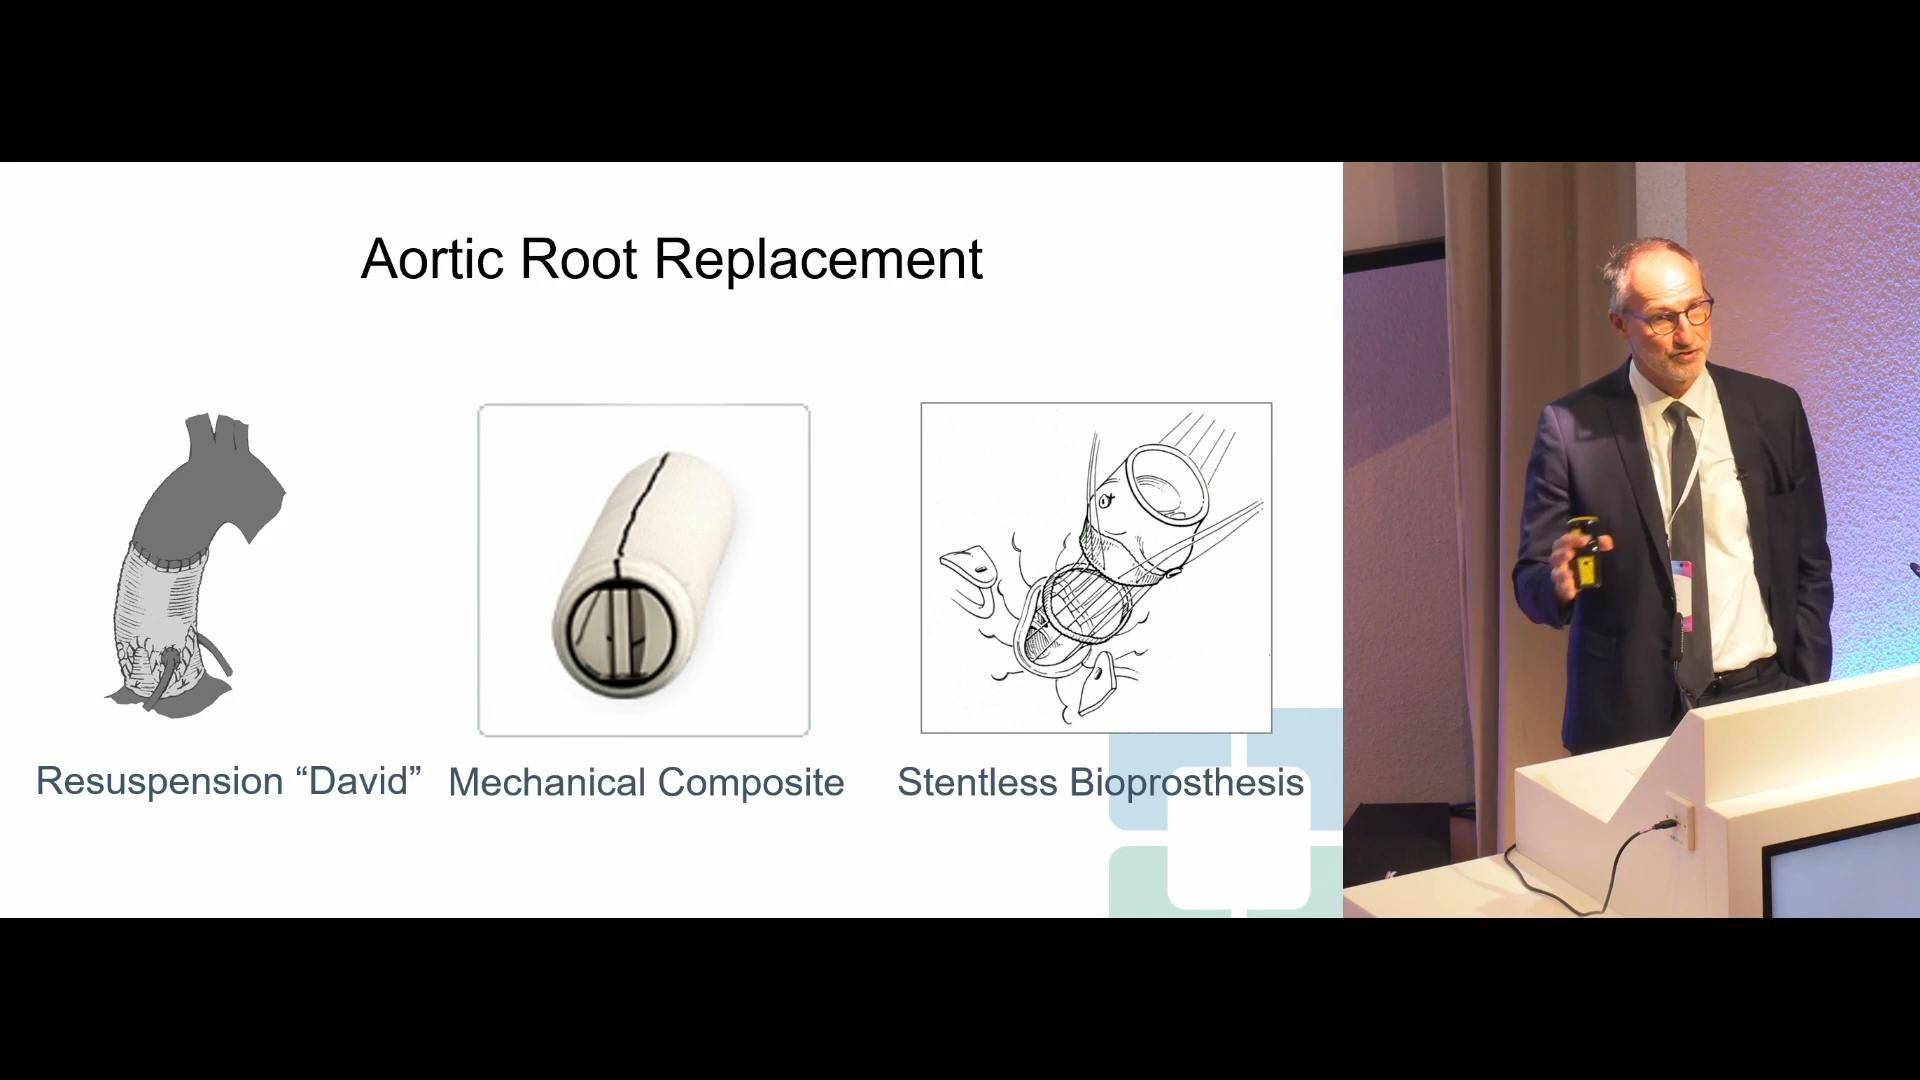 Aortic Root Replacement
Resuspension “David”
Mechanical Composite
Stentless Bioprosthesis